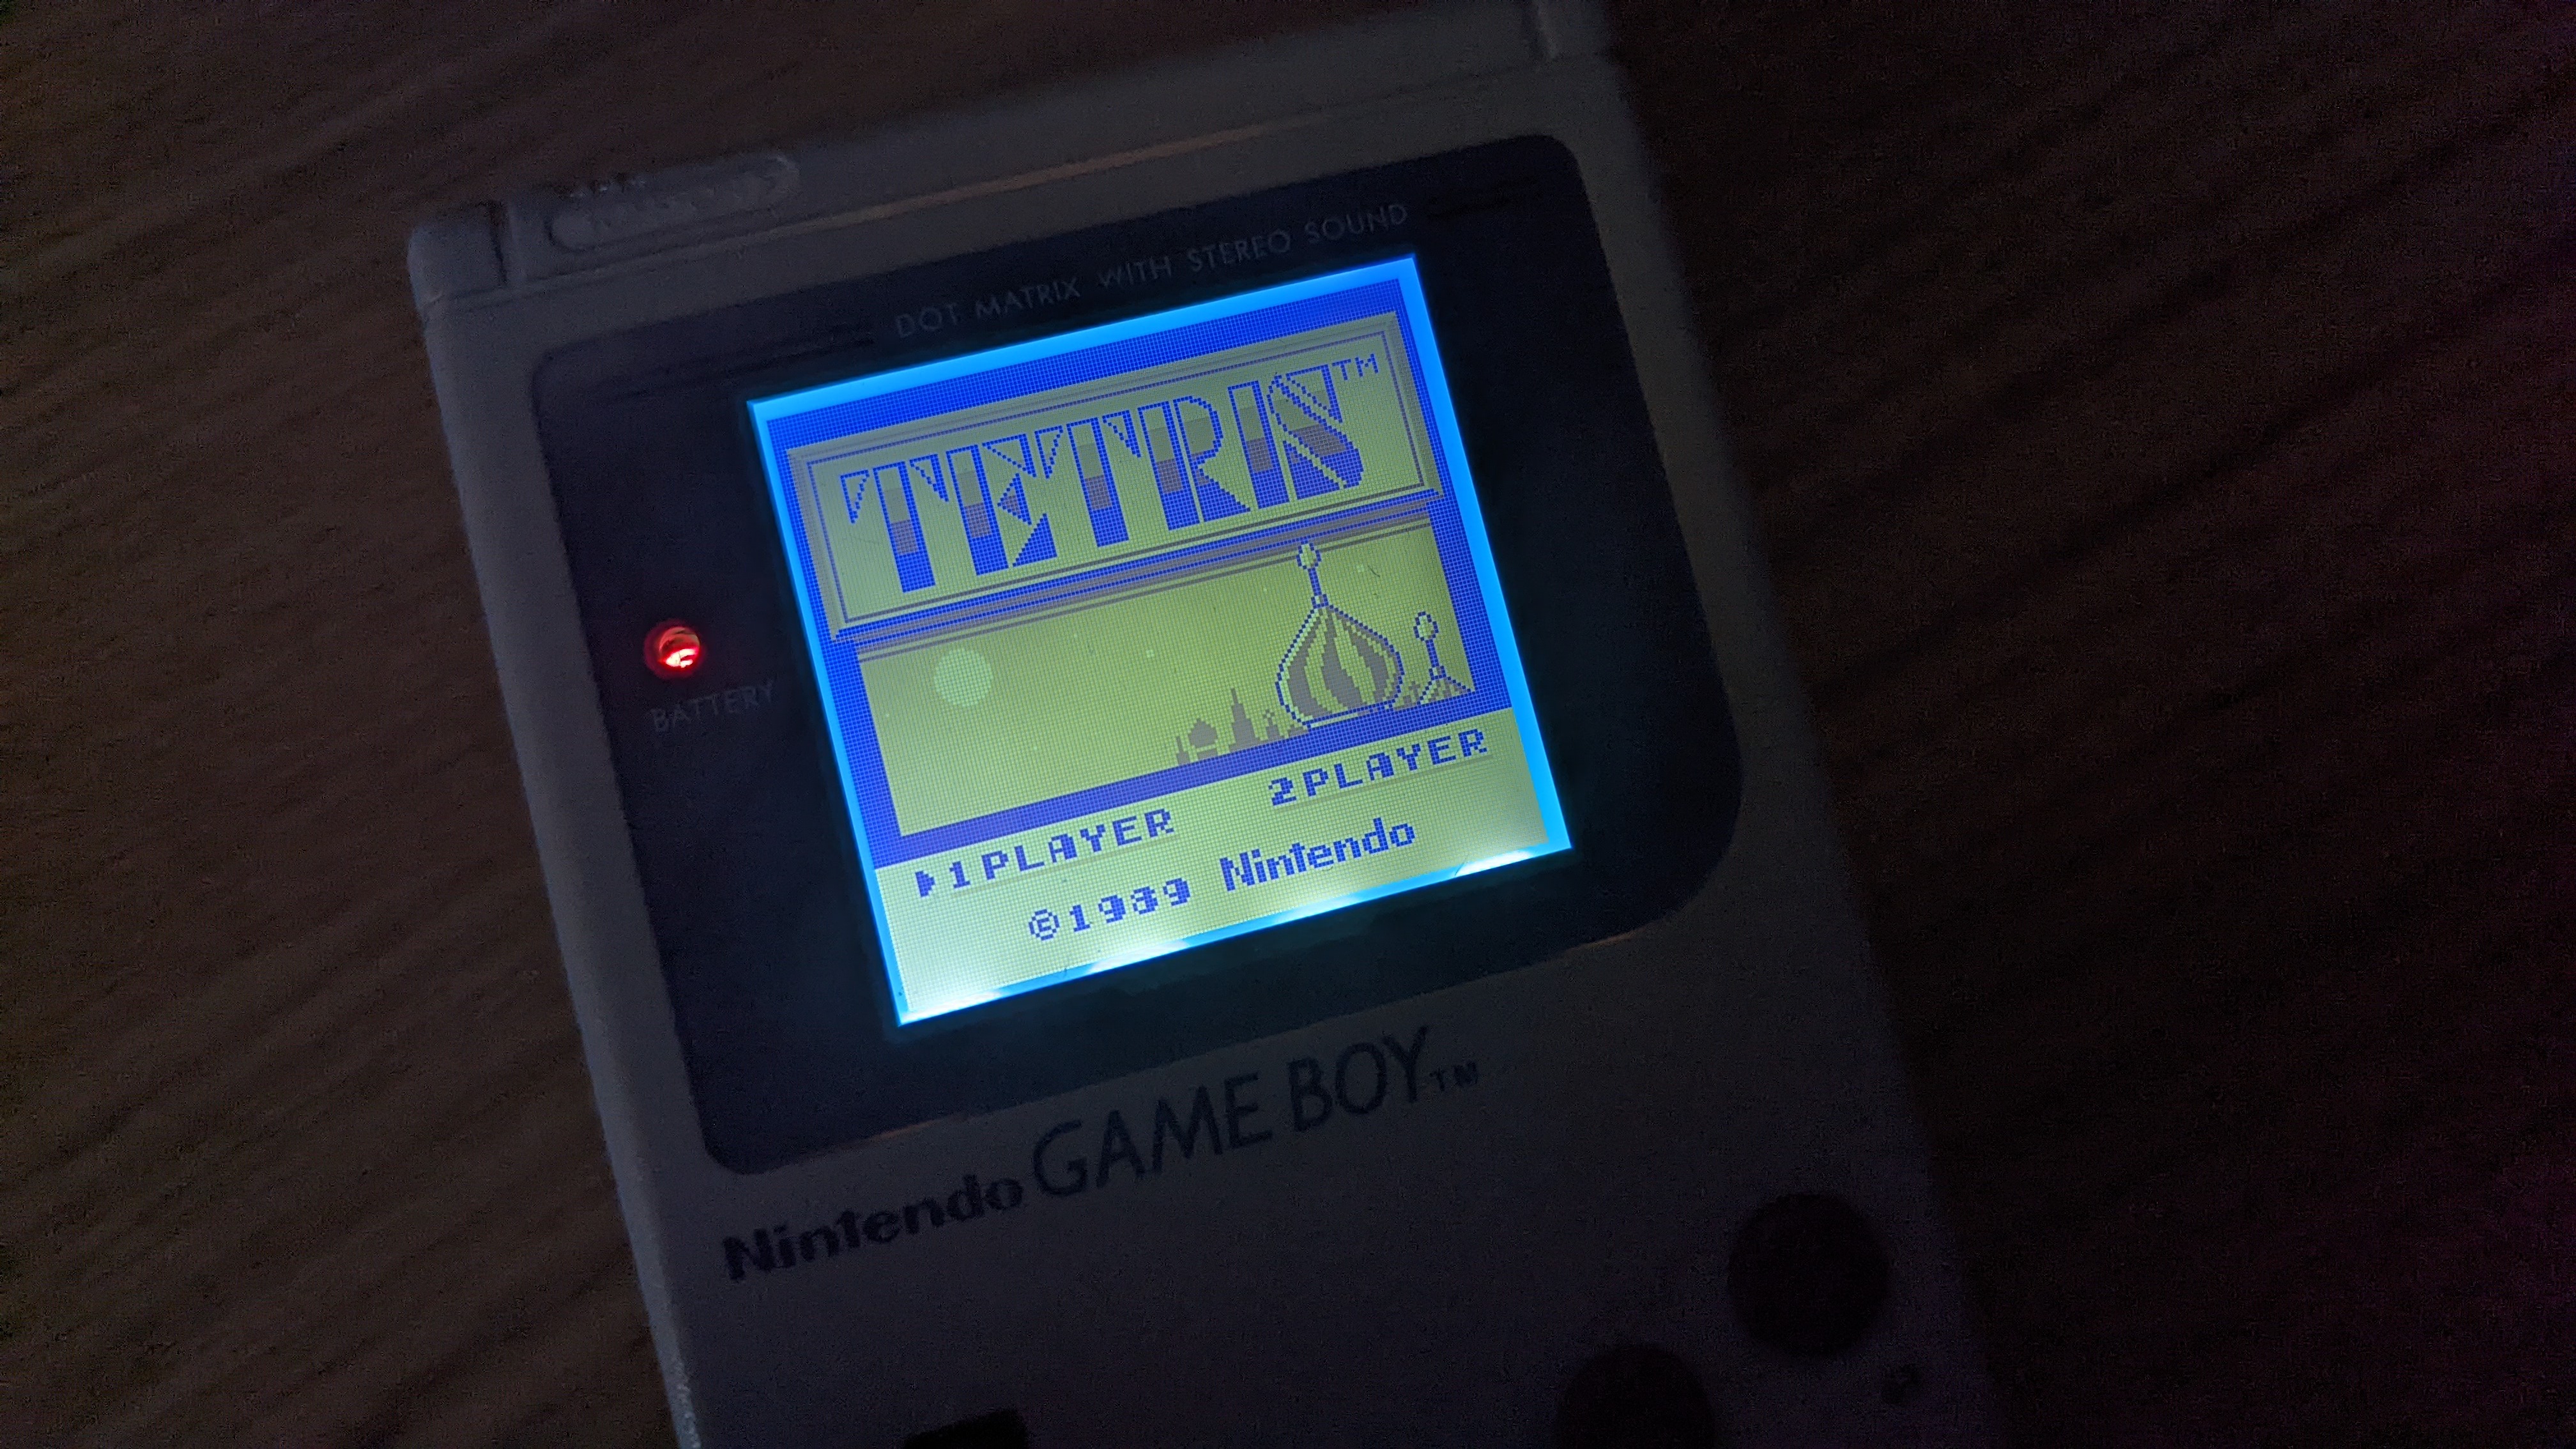 DOT MATRIX WITH STEREO SOUND
TETRIS™
BATTERY
▶1PLAYER 2PLAYER
©1989 Nintendo
Nintendo GAME BOY™